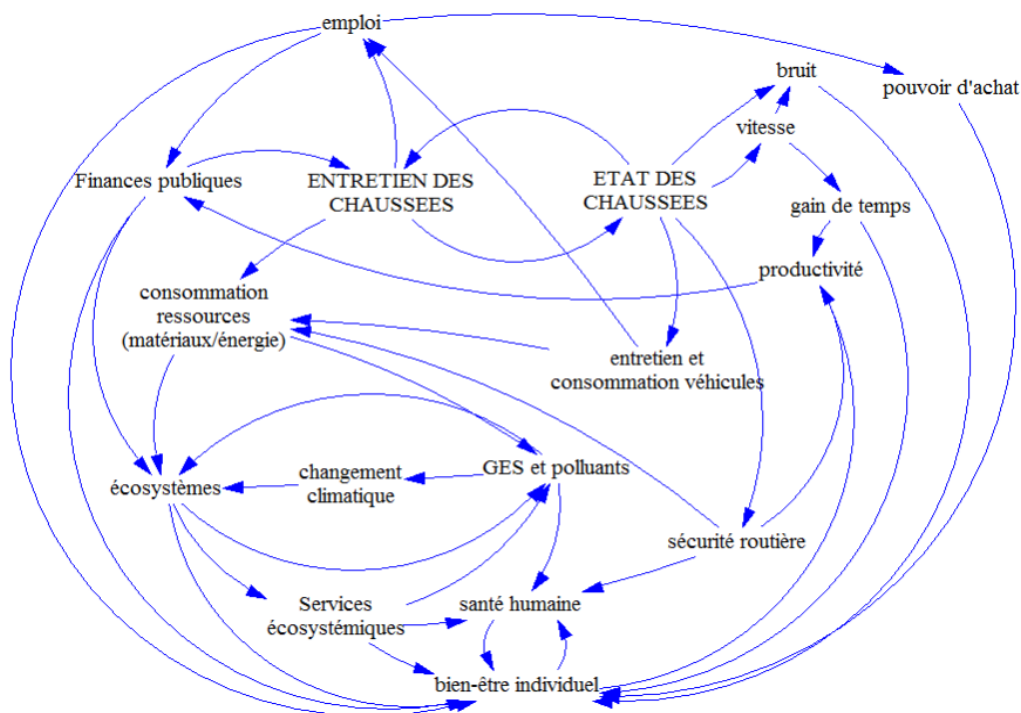 emploi
bruit
pouvoir d'achat
vitesse
Finances publiques
ENTRETIEN DES
CHAUSSEES
ETAT DES
CHAUSSEES
gain de temps
productivité
consommation
ressources
(matériaux/énergie)
entretien et
consommation véhicules
écosystèmes
changement
climatique
GES et polluants
sécurité routière
Services
écosystémiques
santé humaine
bien-être individuel